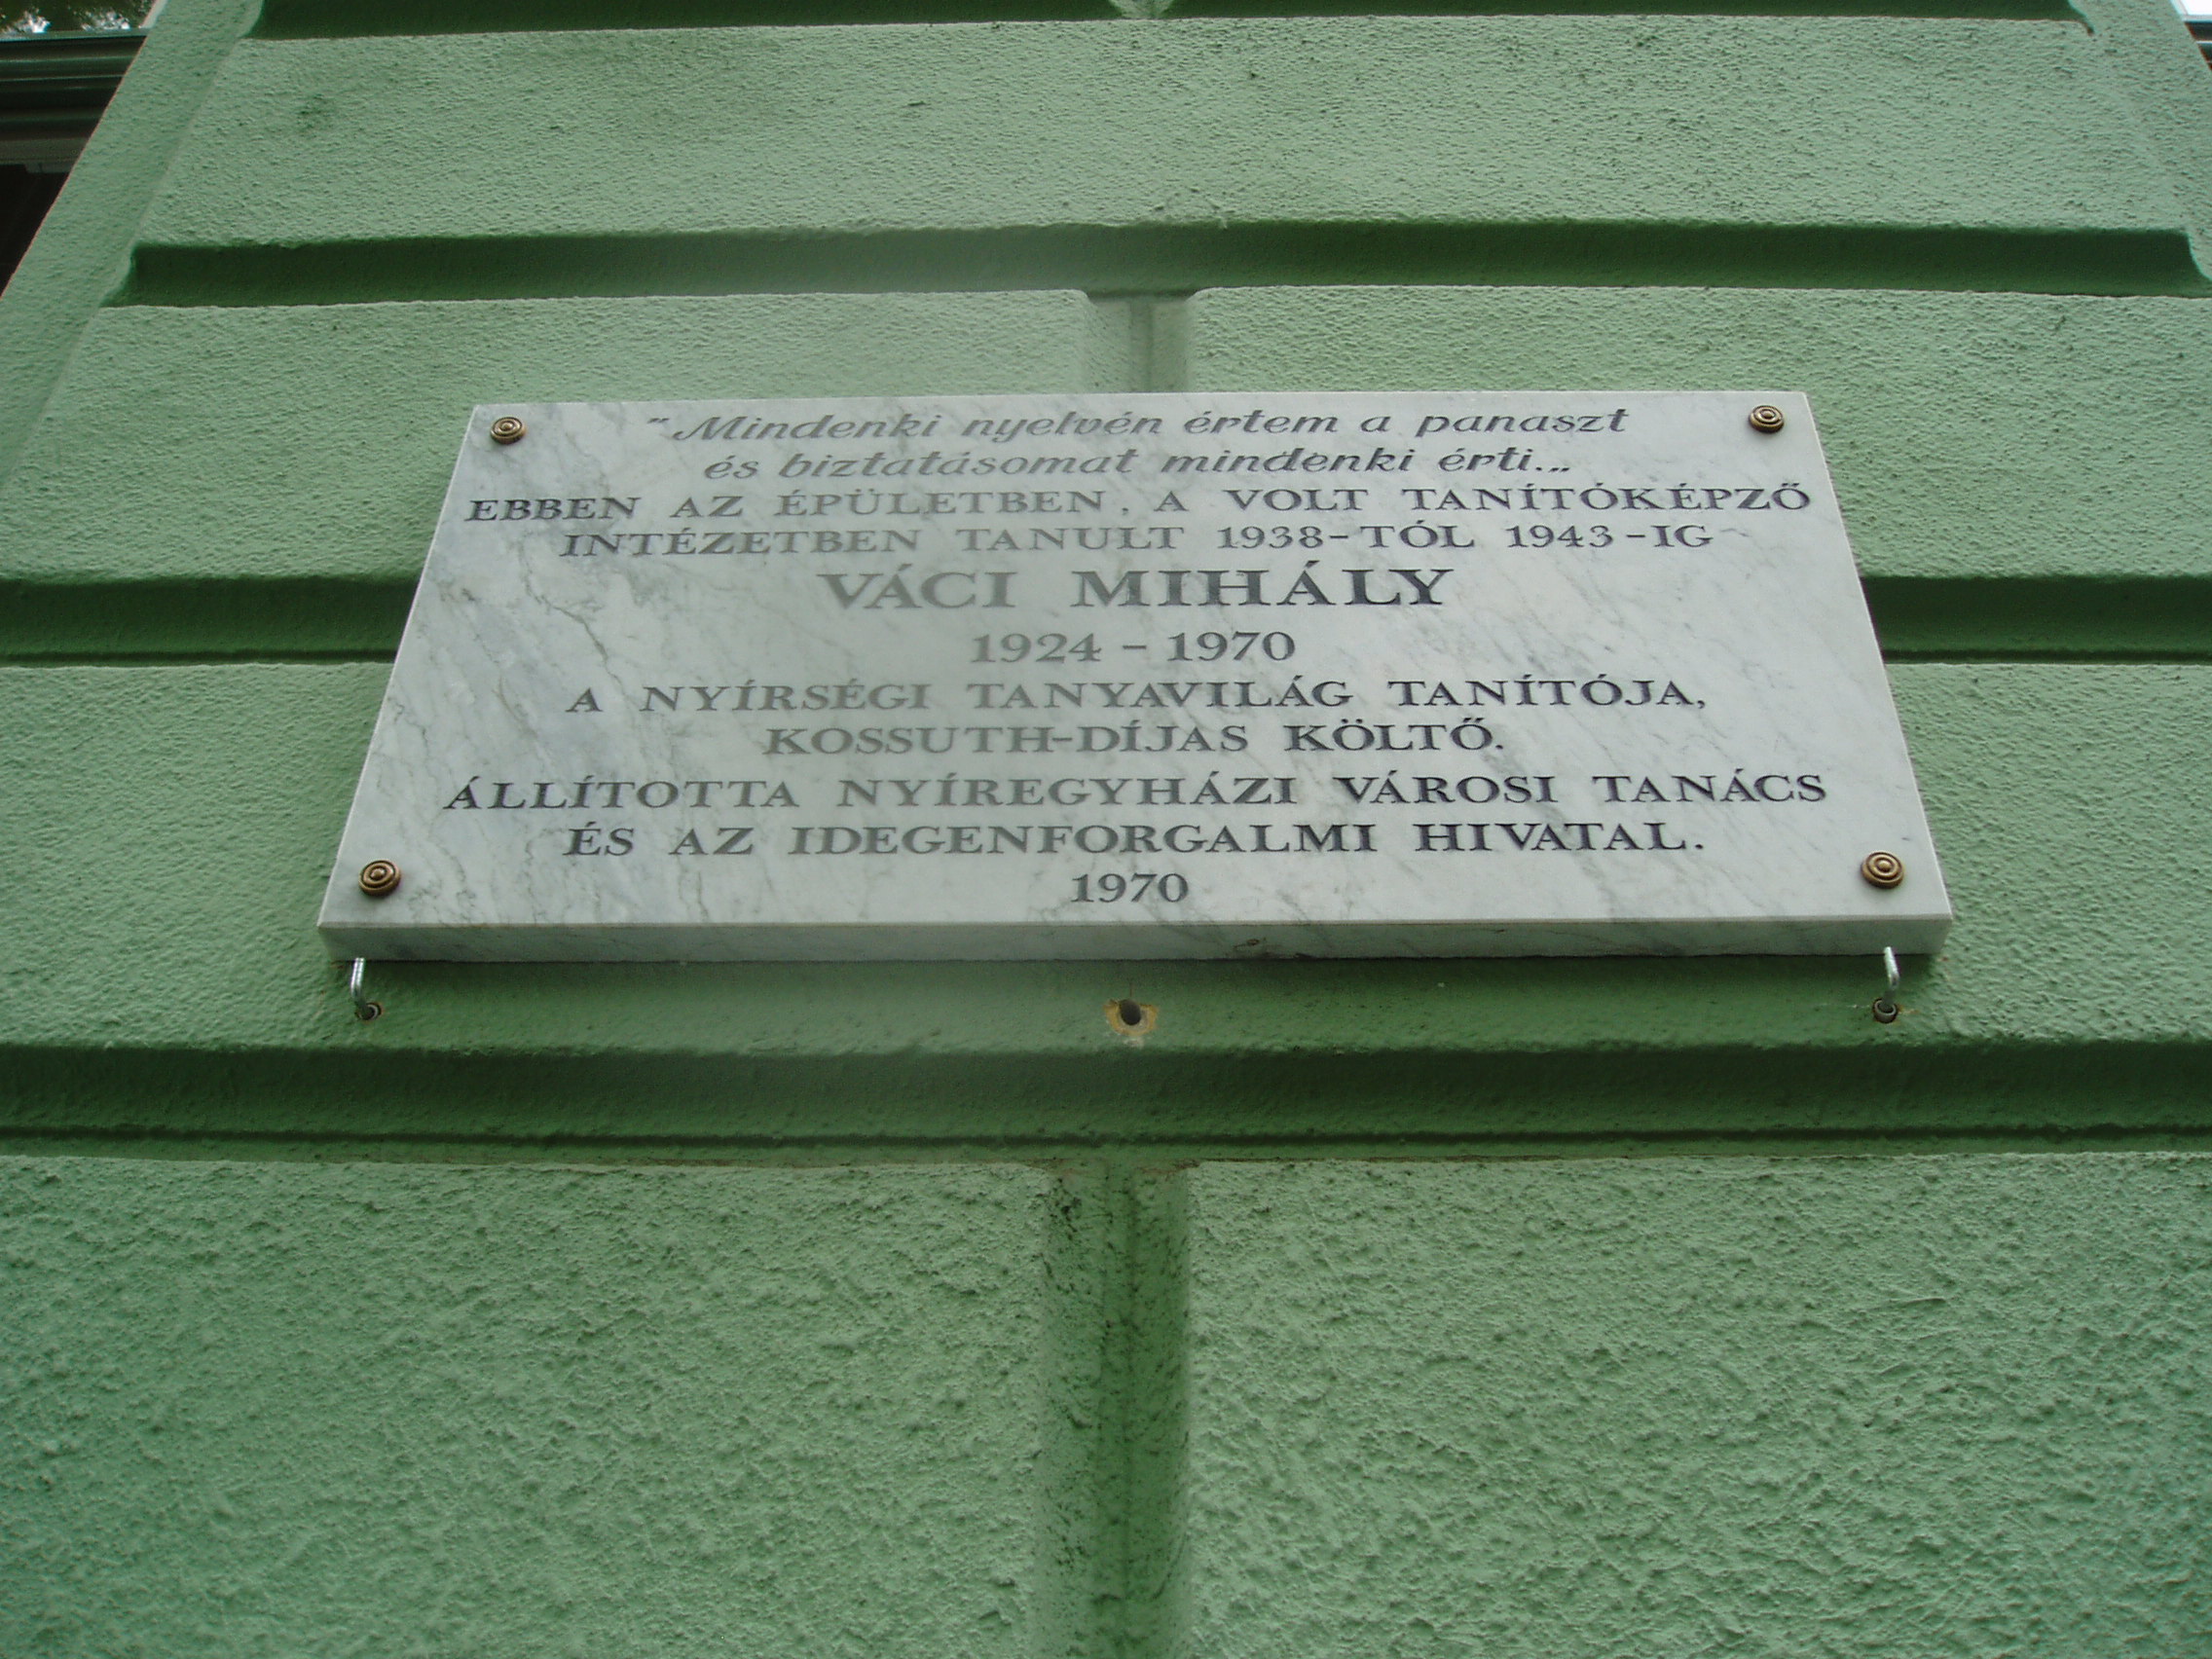 "Mindenki nyelvén értem a panaszt
és biztatásomat mindenki érti...
EBBEN AZ ÉPÜLETBEN, A VOLT TANÍTÓKÉPZŐ
INTÉZETBEN TANULT 1938-TÓL 1943-IG
VÁCI MIHÁLY
1924 - 1970
A NYÍRSÉGI TANYAVILÁG TANÍTÓJA,
KOSSUTH-DÍJAS KÖLTŐ.
ÁLLÍTOTTA NYÍREGYHÁZI VÁROSI TANÁCS
ÉS AZ IDEGENFORGALMI HIVATAL.
1970